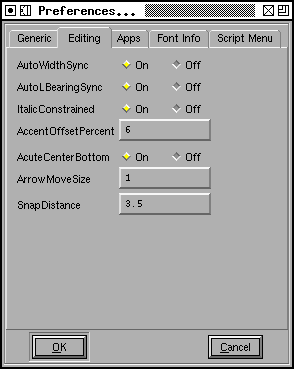 Preferences...
Generic Editing Apps Font Info Script Menu
AutoWidthSync On Off
AutoLBearingSync On Off
ItalicConstrained On Off
AccentOffsetPercent 6
AcuteCenterBottom On Off
ArrowMoveSize 1
SnapDistance 3.5
OK Cancel